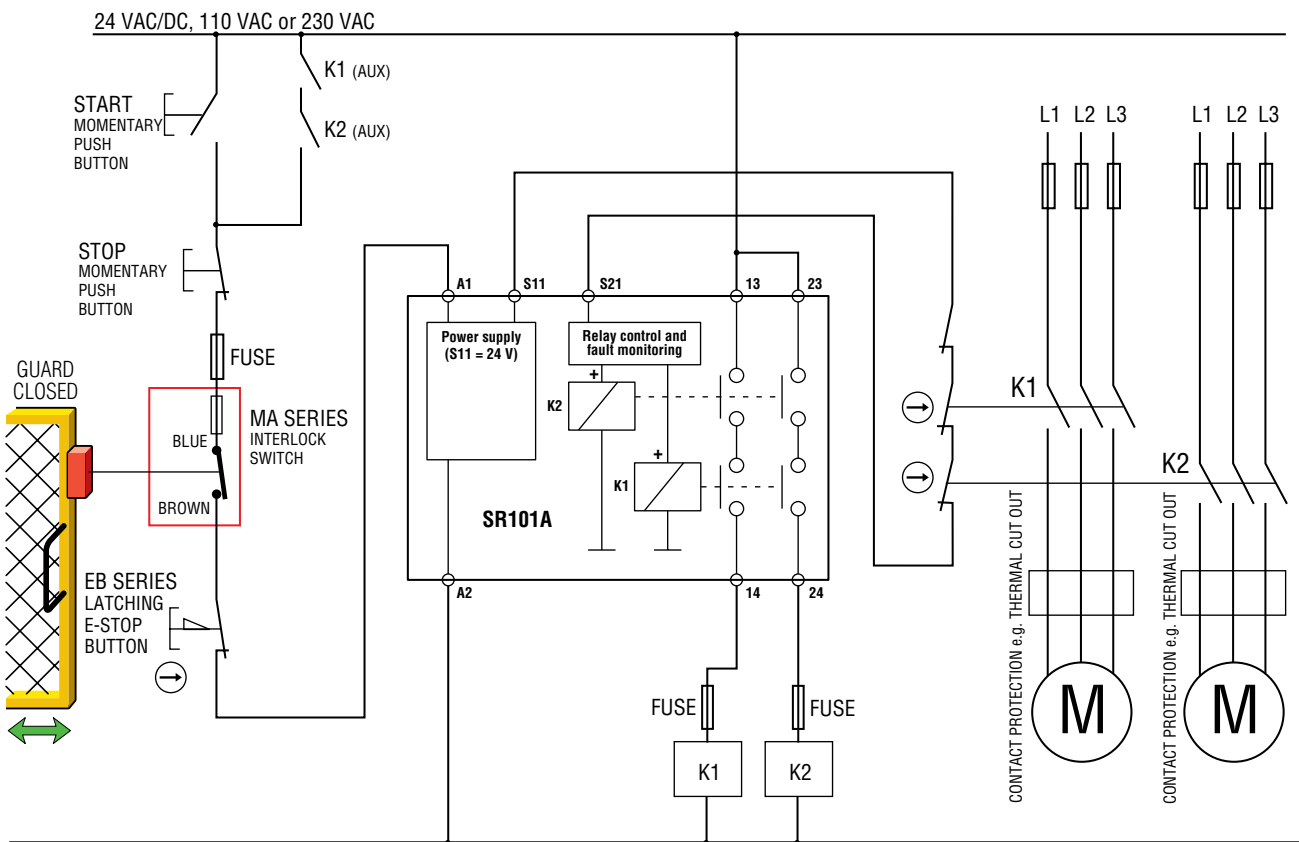 24 VAC/DC, 110 VAC or 230 VAC
K1 (AUX)
K2 (AUX)
START
MOMENTARY
PUSH
BUTTON
STOP
MOMENTARY
PUSH
BUTTON
FUSE
GUARD
CLOSED
BLUE
BROWN
MA SERIES
INTERLOCK
SWITCH
EB SERIES
LATCHING
E-STOP
BUTTON
A1
S11
S21
13
23
Power supply
(S11 = 24 V)
Relay control and
fault monitoring
+
K2
+
K1
SR101A
A2
14
24
FUSE
FUSE
K1
K2
L1 L2 L3
L1 L2 L3
K1
K2
CONTACT PROTECTION e.g. THERMAL CUT OUT
CONTACT PROTECTION e.g. THERMAL CUT OUT
M
M